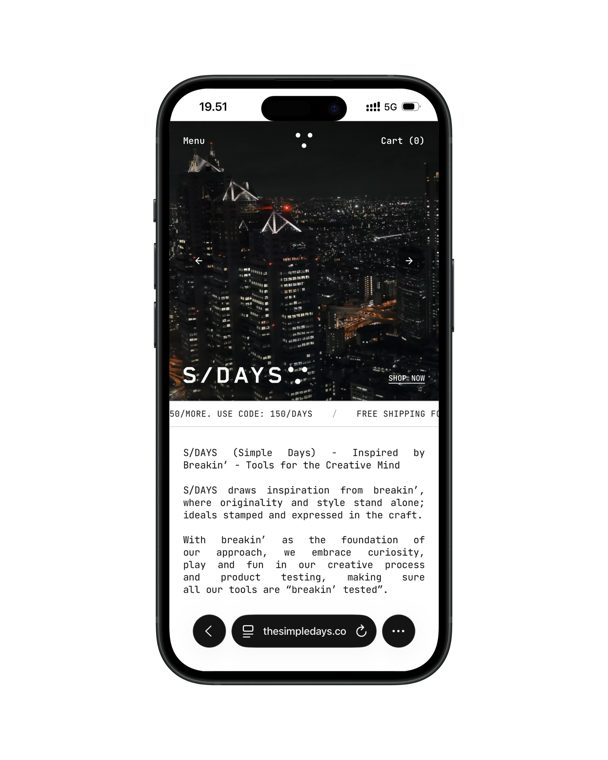 19.51
5G
Menu
Cart (0)
S/DAYS
SHOP NOW
50/MORE. USE CODE: 150/DAYS / FREE SHIPPING FO
S/DAYS (Simple Days) - Inspired by
Breakin’ - Tools for the Creative Mind
S/DAYS draws inspiration from breakin’,
where originality and style stand alone;
ideals stamped and expressed in the craft.
With breakin’ as the foundation of
our approach, we embrace curiosity,
play and fun in our creative process
and product testing, making sure
all our tools are “breakin’ tested”.
thesimpledays.co